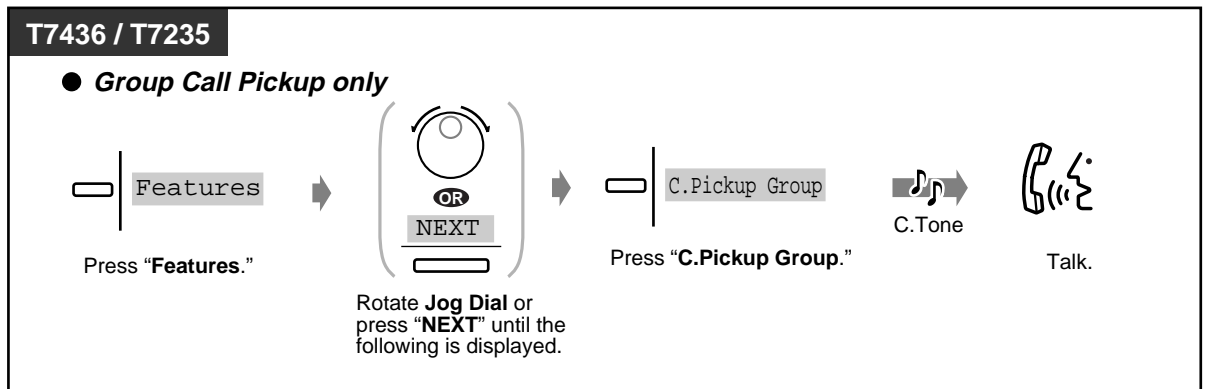 T7436 / T7235
● Group Call Pickup only
Features
OR
NEXT
C.Pickup Group
C.Tone
Press “Features.”
Rotate Jog Dial or
press “NEXT” until the
following is displayed.
Press “C.Pickup Group.”
Talk.